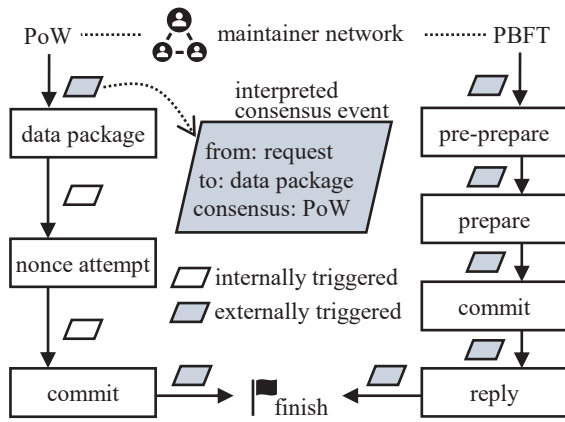 PoW
maintainer network
PBFT
interpreted
consensus event
data package
from: request
to: data package
consensus: PoW
pre-prepare
prepare
nonce attempt
internally triggered
externally triggered
commit
commit
finish
reply